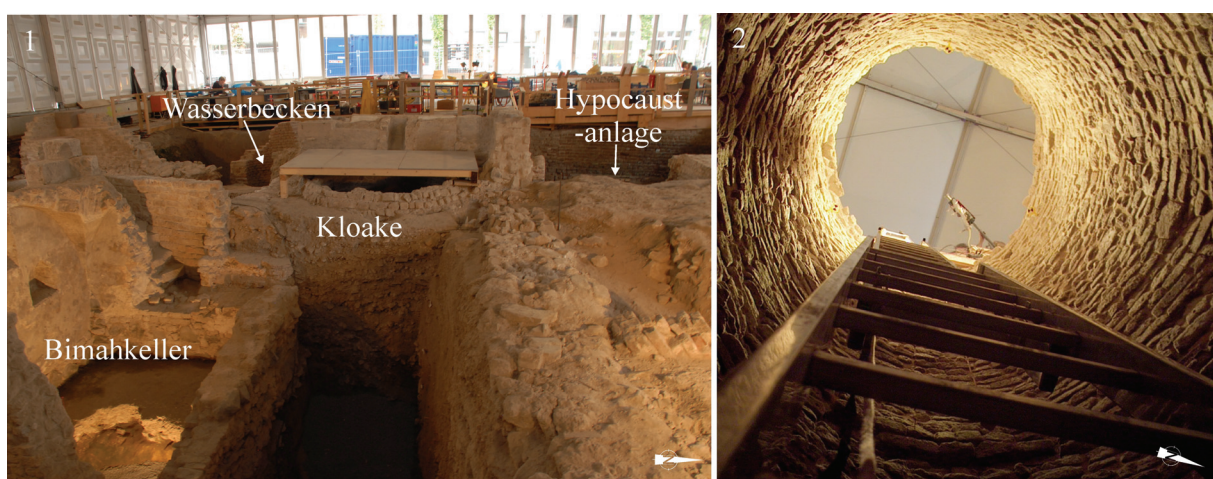 1
Wasserbecken
Hypocaust
-anlage
Kloake
Bimahkeller
2